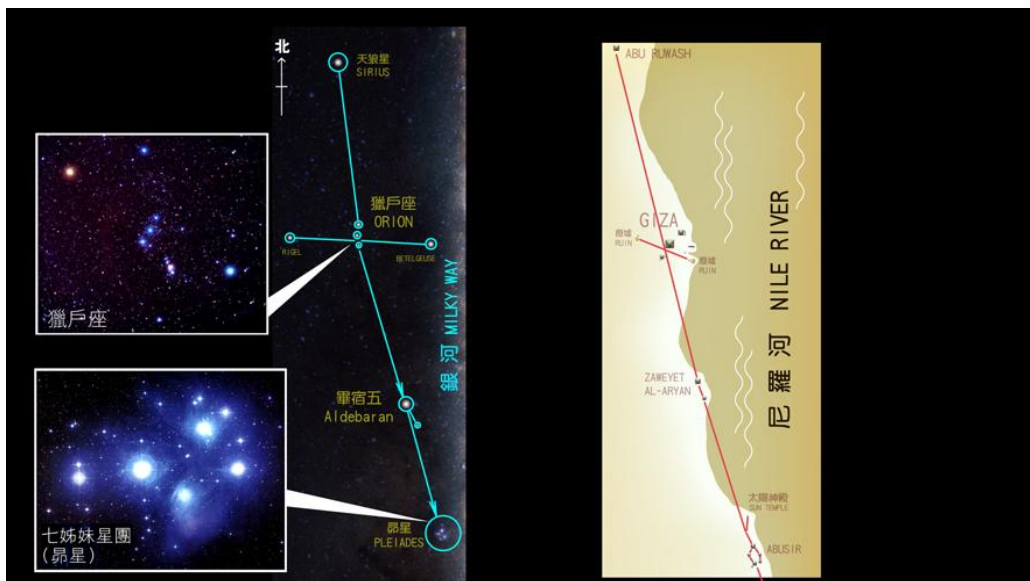 北
天狼星
SIRIUS
獵戶座
ORION
RIGEL
BETELGEUSE
銀河 MILKY WAY
畢宿五
Aldebaran
昴星
PLEIADES
獵戶座
七姊妹星團
(昴星)
ABU RUWASH
GIZA
廢墟
RUIN
廢墟
RUIN
尼羅河 NILE RIVER
ZAWEYET
AL-ARYAN
太陽神殿
SUN TEMPLE
ABUSIR